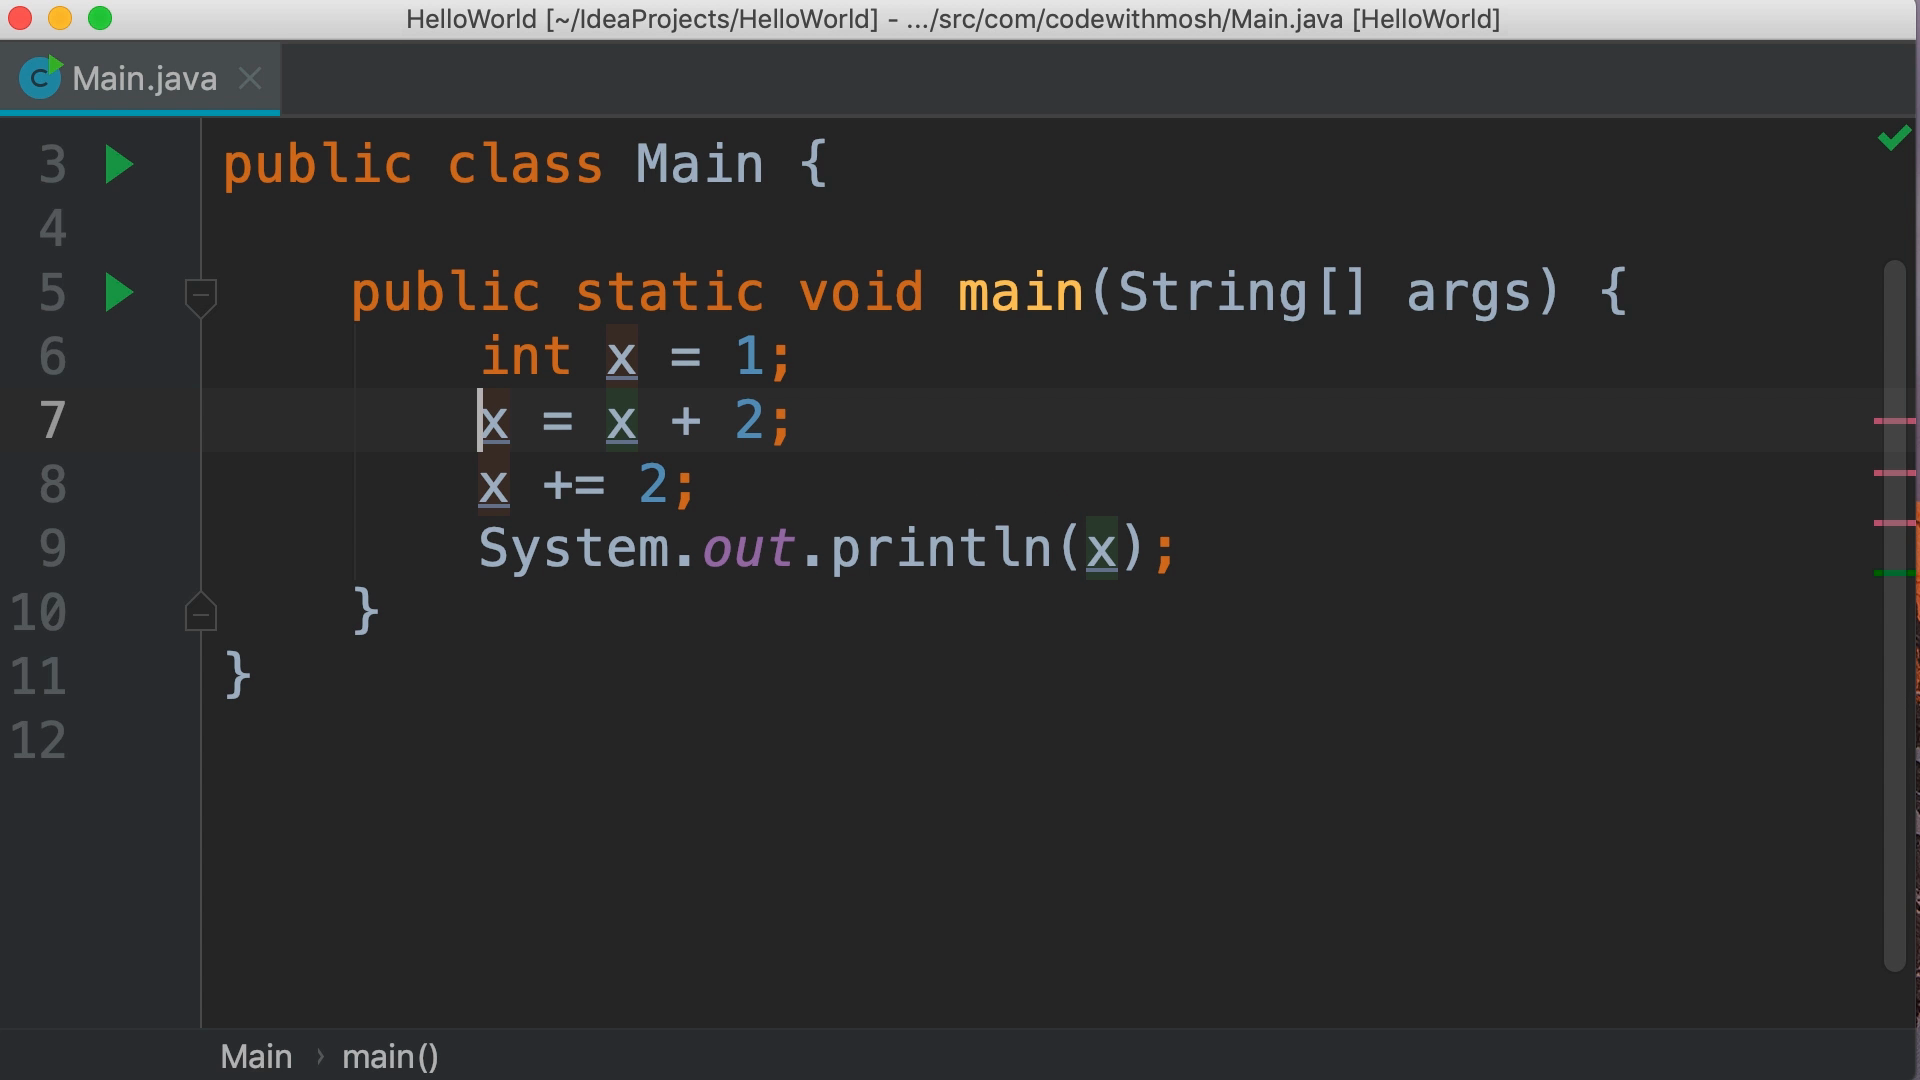 HelloWorld [~/IdeaProjects/HelloWorld] - .../src/com/codewithmosh/Main.java [HelloWorld]
C Main.java
3 public class Main {
4
5 public static void main(String[] args) {
6 int x = 1;
7 x = x + 2;
8 x += 2;
9 System.out.println(x);
10 }
11 }
12
Main › main()